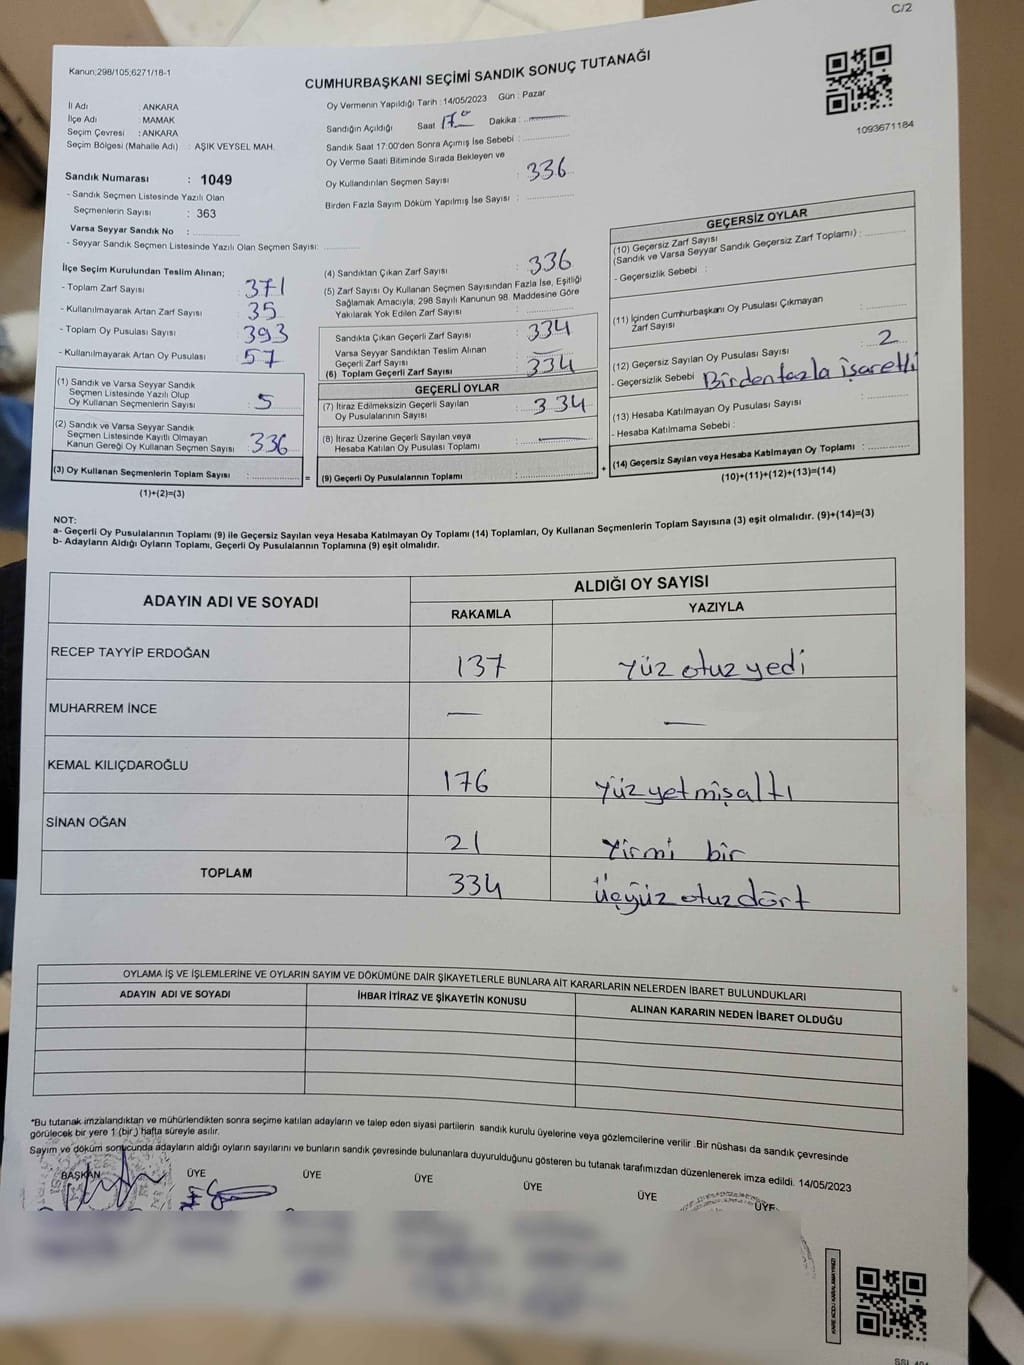 C/2
Kanun;298/105;6271/18-1
CUMHURBAŞKANI SEÇİMİ SANDIK SONUÇ TUTANAĞI
1093671184
İl Adı : ANKARA
İlçe Adı : MAMAK
Seçim Çevresi : ANKARA
Seçim Bölgesi (Mahalle Adı) : AŞIK VEYSEL MAH.
Sandık Numarası : 1049
- Sandık Seçmen Listesinde Yazılı Olan
Seçmenlerin Sayısı : 363
Varsa Seyyar Sandık No :
- Seyyar Sandık Seçmen Listesinde Yazılı Olan Seçmen Sayısı:
Oy Vermenin Yapıldığı Tarih : 14/05/2023 Gün : Pazar
Sandığın Açıldığı Saat 17 Dakika :
Sandık Saat 17:00'den Sonra Açımış İse Sebebi :
Oy Verme Saati Bitiminde Sırada Bekleyen ve
Oy Kullandırılan Seçmen Sayısı : 336
Birden Fazla Sayım Döküm Yapılmış İse Sayısı :
İlçe Seçim Kurulundan Teslim Alınan;
- Toplam Zarf Sayısı : 371
- Kullanılmayarak Artan Zarf Sayısı : 35
- Toplam Oy Pusulası Sayısı : 393
- Kullanılmayarak Artan Oy Pusulası : 57
(1) Sandık ve Varsa Seyyar Sandık
Seçmen Listesinde Yazılı Olup
Oy Kullanan Seçmenlerin Sayısı : 5
(2) Sandık ve Varsa Seyyar Sandık
Seçmen Listesinde Kayıtlı Olmayan
Kanun Gereği Oy Kullanan Seçmen Sayısı : 336
(3) Oy Kullanan Seçmenlerin Toplam Sayısı :
(1)+(2)=(3)
(4) Sandıktan Çıkan Zarf Sayısı : 336
(5) Zarf Sayısı Oy Kullanan Seçmen Sayısından Fazla İse, Eşitliği
Sağlamak Amacıyla; 298 Sayılı Kanunun 98. Maddesine Göre
Yakılarak Yok Edilen Zarf Sayısı :
Sandıkta Çıkan Geçerli Zarf Sayısı : 334
Varsa Seyyar Sandıktan Teslim Alınan
Geçerli Zarf Sayısı :
(6) Toplam Geçerli Zarf Sayısı : 334
GEÇERLİ OYLAR
(7) İtiraz Edilmeksizin Geçerli Sayılan
Oy Pusulalarının Sayısı : 334
(8) İtiraz Üzerine Geçerli Sayılan veya
Hesaba Katılan Oy Pusulası Toplamı :
= (9) Geçerli Oy Pusulalarının Toplamı : +
GEÇERSİZ OYLAR
(10) Geçersiz Zarf Sayısı
(Sandık ve Varsa Seyyar Sandık Geçersiz Zarf Toplamı) :
- Geçersizlik Sebebi :
(11) İçinden Cumhurbaşkanı Oy Pusulası Çıkmayan
Zarf Sayısı :
(12) Geçersiz Sayılan Oy Pusulası Sayısı : 2
- Geçersizlik Sebebi : Birden fazla işaretli
(13) Hesaba Katılmayan Oy Pusulası Sayısı :
- Hesaba Katılmama Sebebi :
(14) Geçersiz Sayılan veya Hesaba Katılmayan Oy Toplamı :
(10)+(11)+(12)+(13)=(14)
NOT:
a- Geçerli Oy Pusulalarının Toplamı (9) ile Geçersiz Sayılan veya Hesaba Katılmayan Oy Toplamı (14) Toplamları, Oy Kullanan Seçmenlerin Toplam Sayısına (3) eşit olmalıdır. (9)+(14)=(3)
b- Adayların Aldığı Oyların Toplamı, Geçerli Oy Pusulalarının Toplamına (9) eşit olmalıdır.
ADAYIN ADI VE SOYADI ALDIĞI OY SAYISI
RAKAMLA YAZIYLA
RECEP TAYYİP ERDOĞAN 137 yüz otuz yedi
MUHARREM İNCE — —
KEMAL KILIÇDAROĞLU 176 yüz yetmiş altı
SİNAN OĞAN 21 Yirmi bir
TOPLAM 334 Üçyüz otuzdört
OYLAMA İŞ VE İŞLEMLERİNE VE OYLARIN SAYIM VE DÖKÜMÜNE DAİR ŞİKAYETLERLE BUNLARA AİT KARARLARIN NELERDEN İBARET BULUNDUKLARI
ADAYIN ADI VE SOYADI İHBAR İTİRAZ VE ŞİKAYETİN KONUSU ALINAN KARARIN NEDEN İBARET OLDUĞU
*Bu tutanak imzalandıktan ve mühürlendikten sonra seçime katılan adayların ve talep eden siyasi partilerin sandık kurulu üyelerine veya gözlemcilerine verilir .Bir nüshası da sandık çevresinde
görülecek bir yere 1 (bir ) hafta süreyle asılır.
Sayım ve döküm sonucunda adayların aldığı oyların sayılarını ve bunların sandık çevresinde bulunanlara duyurulduğunu gösteren bu tutanak tarafımızdan düzenlenerek imza edildi. 14/05/2023
BAŞKAN ÜYE ÜYE ÜYE ÜYE ÜYE ÜYE
KARE KODU KARALAMAYINIZ!